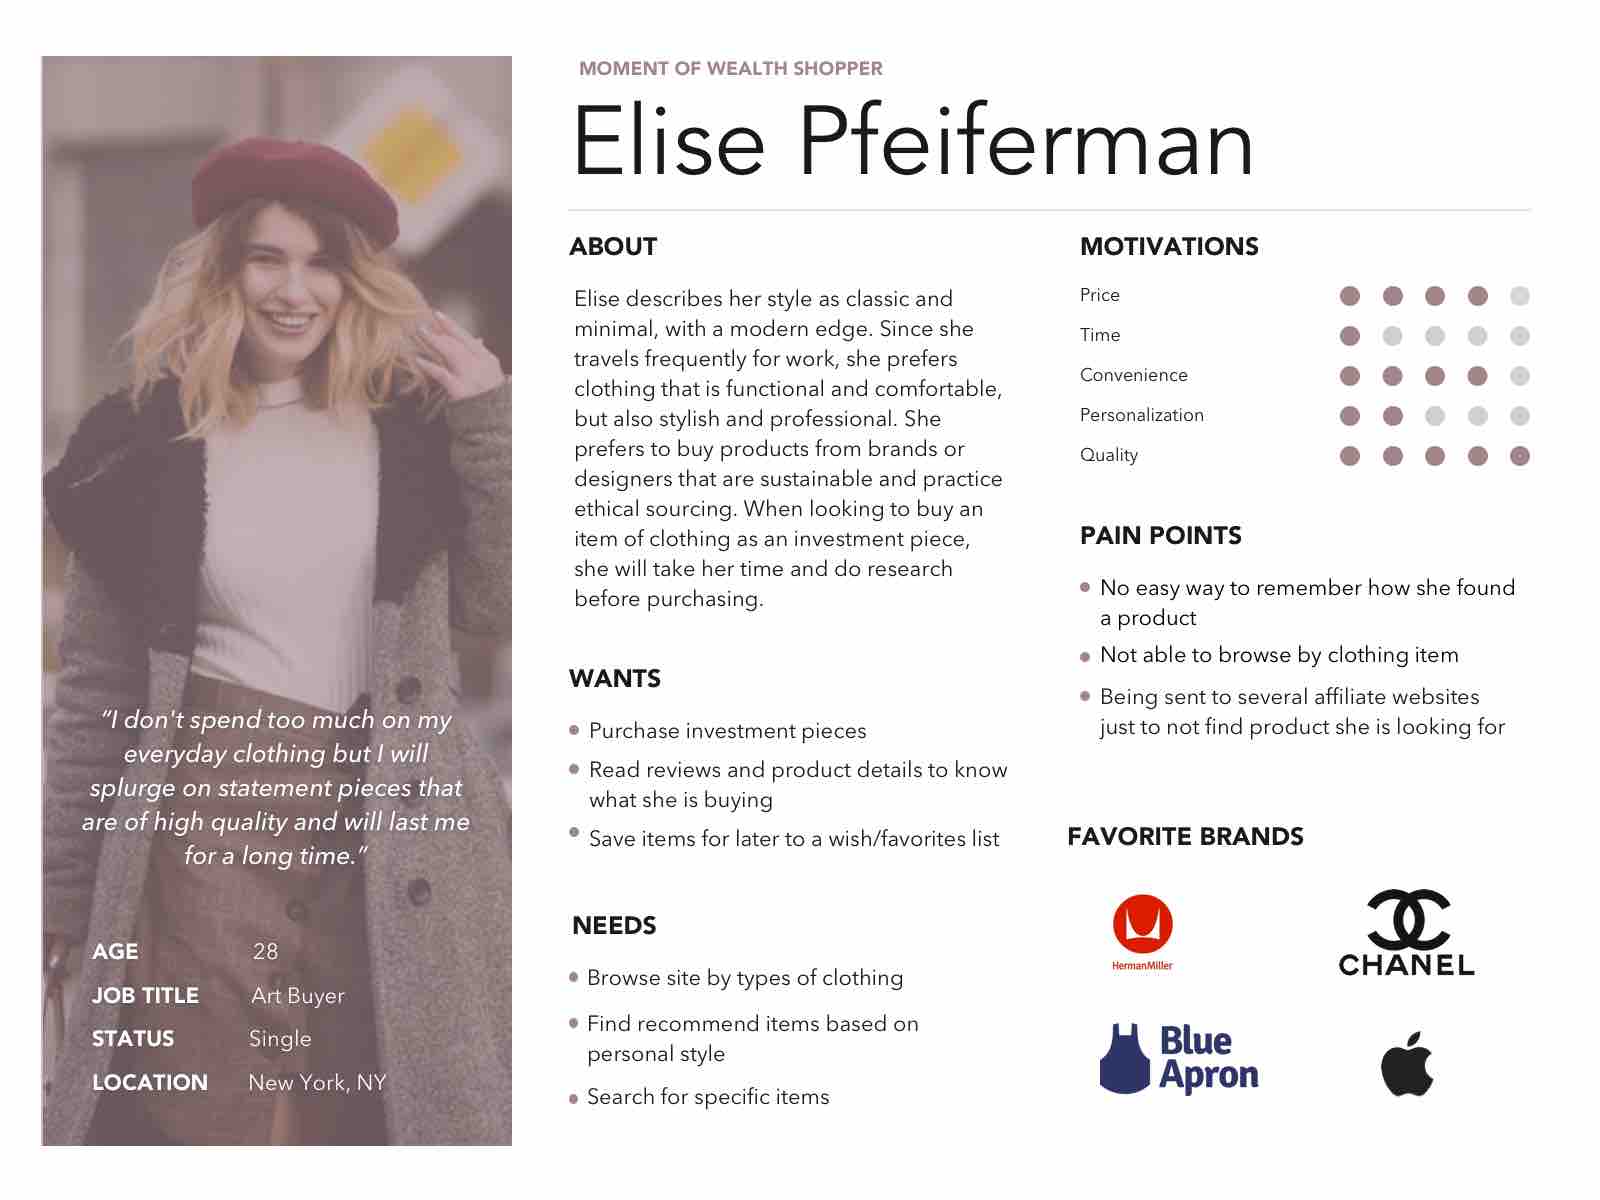 MOMENT OF WEALTH SHOPPER
Elise Pfeiferman
“I don't spend too much on my
everyday clothing but I will
splurge on statement pieces that
are of high quality and will last me
for a long time.”
AGE 28
JOB TITLE Art Buyer
STATUS Single
LOCATION New York, NY
ABOUT
Elise describes her style as classic and
minimal, with a modern edge. Since she
travels frequently for work, she prefers
clothing that is functional and comfortable,
but also stylish and professional. She
prefers to buy products from brands or
designers that are sustainable and practice
ethical sourcing. When looking to buy an
item of clothing as an investment piece,
she will take her time and do research
before purchasing.
WANTS
Purchase investment pieces
Read reviews and product details to know
what she is buying
Save items for later to a wish/favorites list
NEEDS
Browse site by types of clothing
Find recommend items based on
personal style
Search for specific items
MOTIVATIONS
Price
Time
Convenience
Personalization
Quality
PAIN POINTS
No easy way to remember how she found
a product
Not able to browse by clothing item
Being sent to several affiliate websites
just to not find product she is looking for
FAVORITE BRANDS
HermanMiller
CHANEL
Blue
Apron